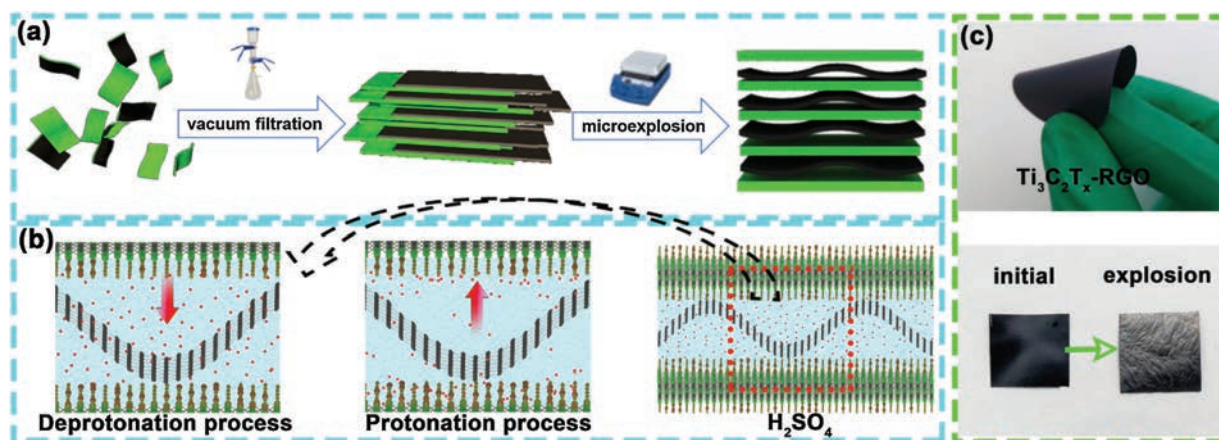 (a)
vacuum filtration
microexplosion
(b)
Deprotonation process
Protonation process
H₂SO₄
(c)
Ti₃C₂Tₓ-RGO
initial
explosion